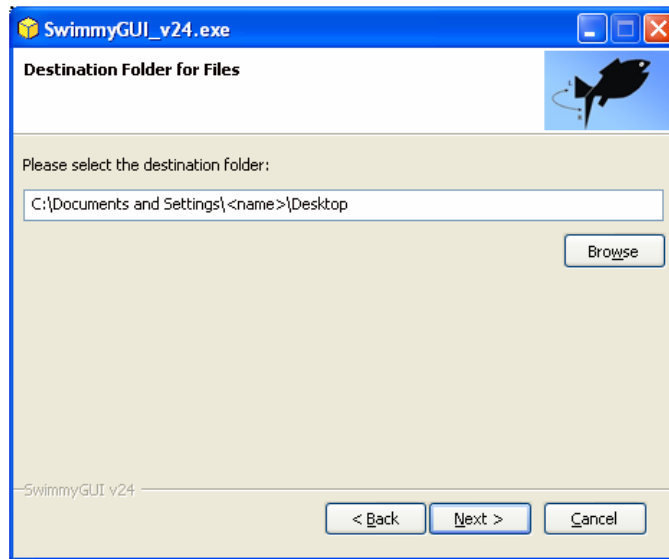 SwimmyGUI_v24.exe
Destination Folder for Files
L
R
Please select the destination folder:
C:\Documents and Settings\<name>\Desktop
Browse
SwimmyGUI v24
< Back
Next >
Cancel